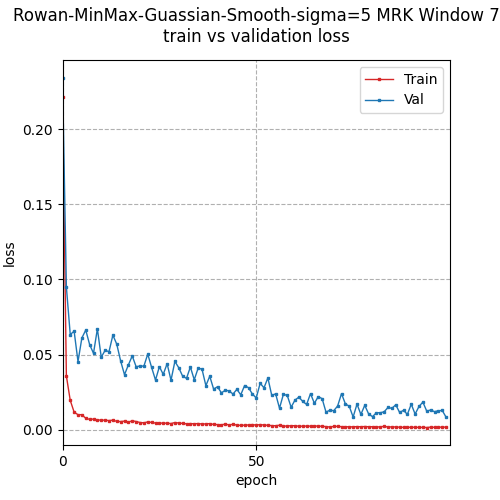 Rowan-MinMax-Guassian-Smooth-sigma=5 MRK Window 7
train vs validation loss
Train
Val
0.20
0.15
0.10
0.05
0.00
loss
0
50
epoch